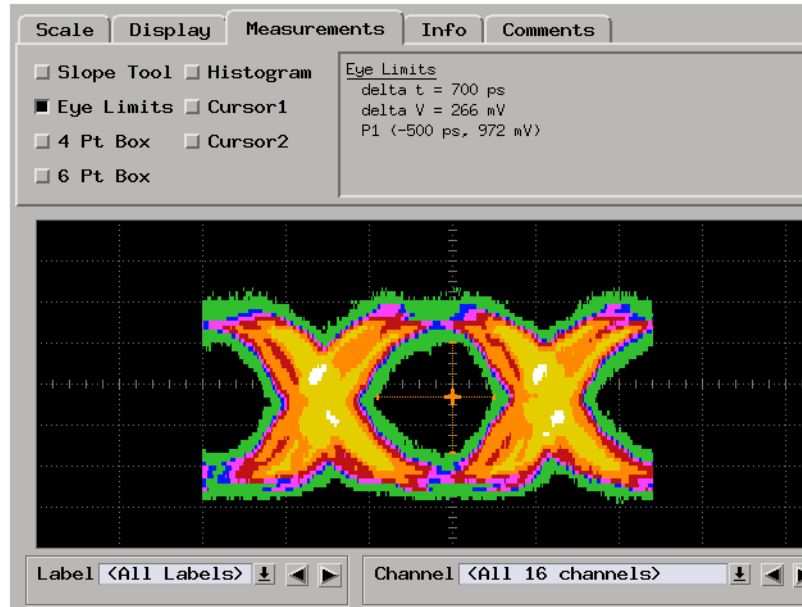 Scale Display Measurements Info Comments
Slope Tool Histogram
Eye Limits Cursor1
4 Pt Box Cursor2
6 Pt Box
Eye Limits
delta t = 700 ps
delta V = 266 mV
P1 (-500 ps, 972 mV)
Label <All Labels> Channel <All 16 channels>